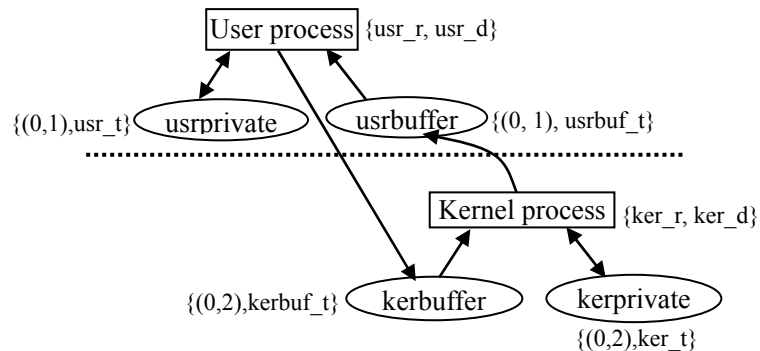 User process
{usr_r, usr_d}
usrprivate
{(0,1),usr_t}
usrbuffer
{(0, 1), usrbuf_t}
Kernel process
{ker_r, ker_d}
kerbuffer
{(0,2),kerbuf_t}
kerprivate
{(0,2),ker_t}